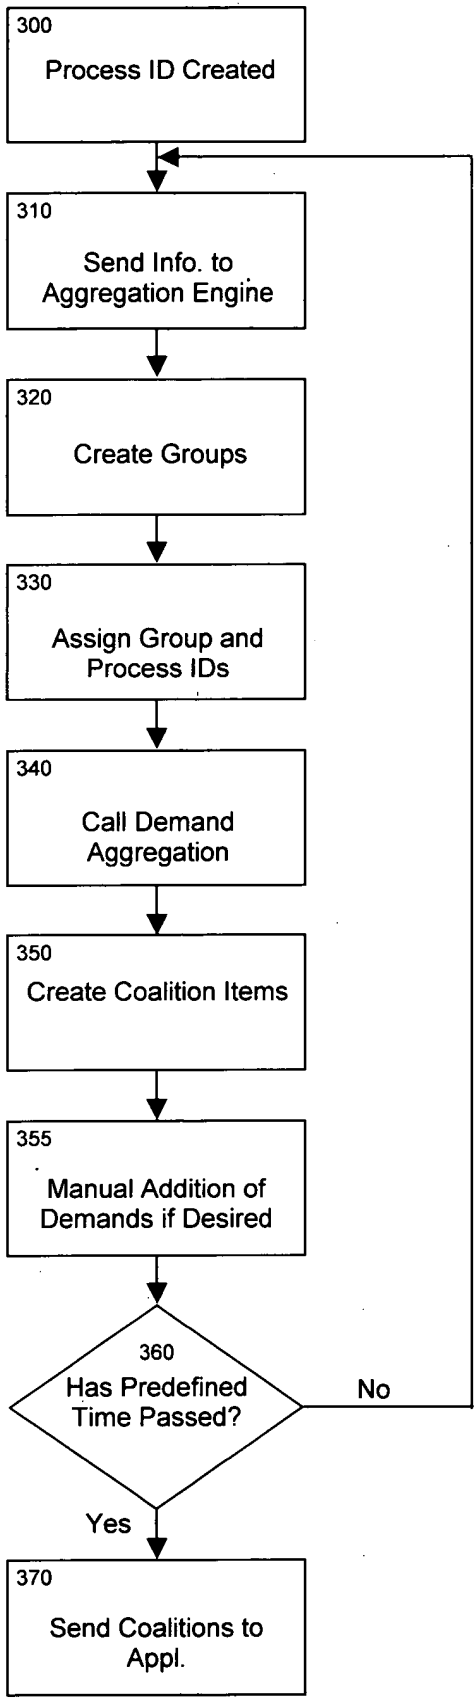 300
Process ID Created
310
Send Info. to
Aggregation Engine
320
Create Groups
330
Assign Group and
Process IDs
340
Call Demand
Aggregation
350
Create Coalition Items
355
Manual Addition of
Demands if Desired
360
Has Predefined
Time Passed?
No
Yes
370
Send Coalitions to
Appl.